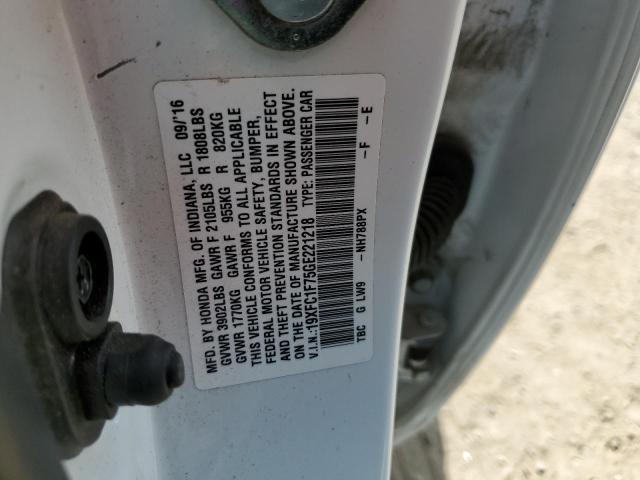 MFD. BY HONDA MFG. OF INDIANA, LLC 09/'16
GVWR 3902LBS GAWR F 2105LBS R 1808LBS
GVWR 1770KG GAWR F 955KG R 820KG
THIS VEHICLE CONFORMS TO ALL APPLICABLE
FEDERAL MOTOR VEHICLE SAFETY, BUMPER,
AND THEFT PREVENTION STANDARDS IN EFFECT
ON THE DATE OF MANUFACTURE SHOWN ABOVE.
V.I.N.:19XFC1F75GE221218 TYPE: PASSENGER CAR
TBC G LW9 -NH788PX -F -E